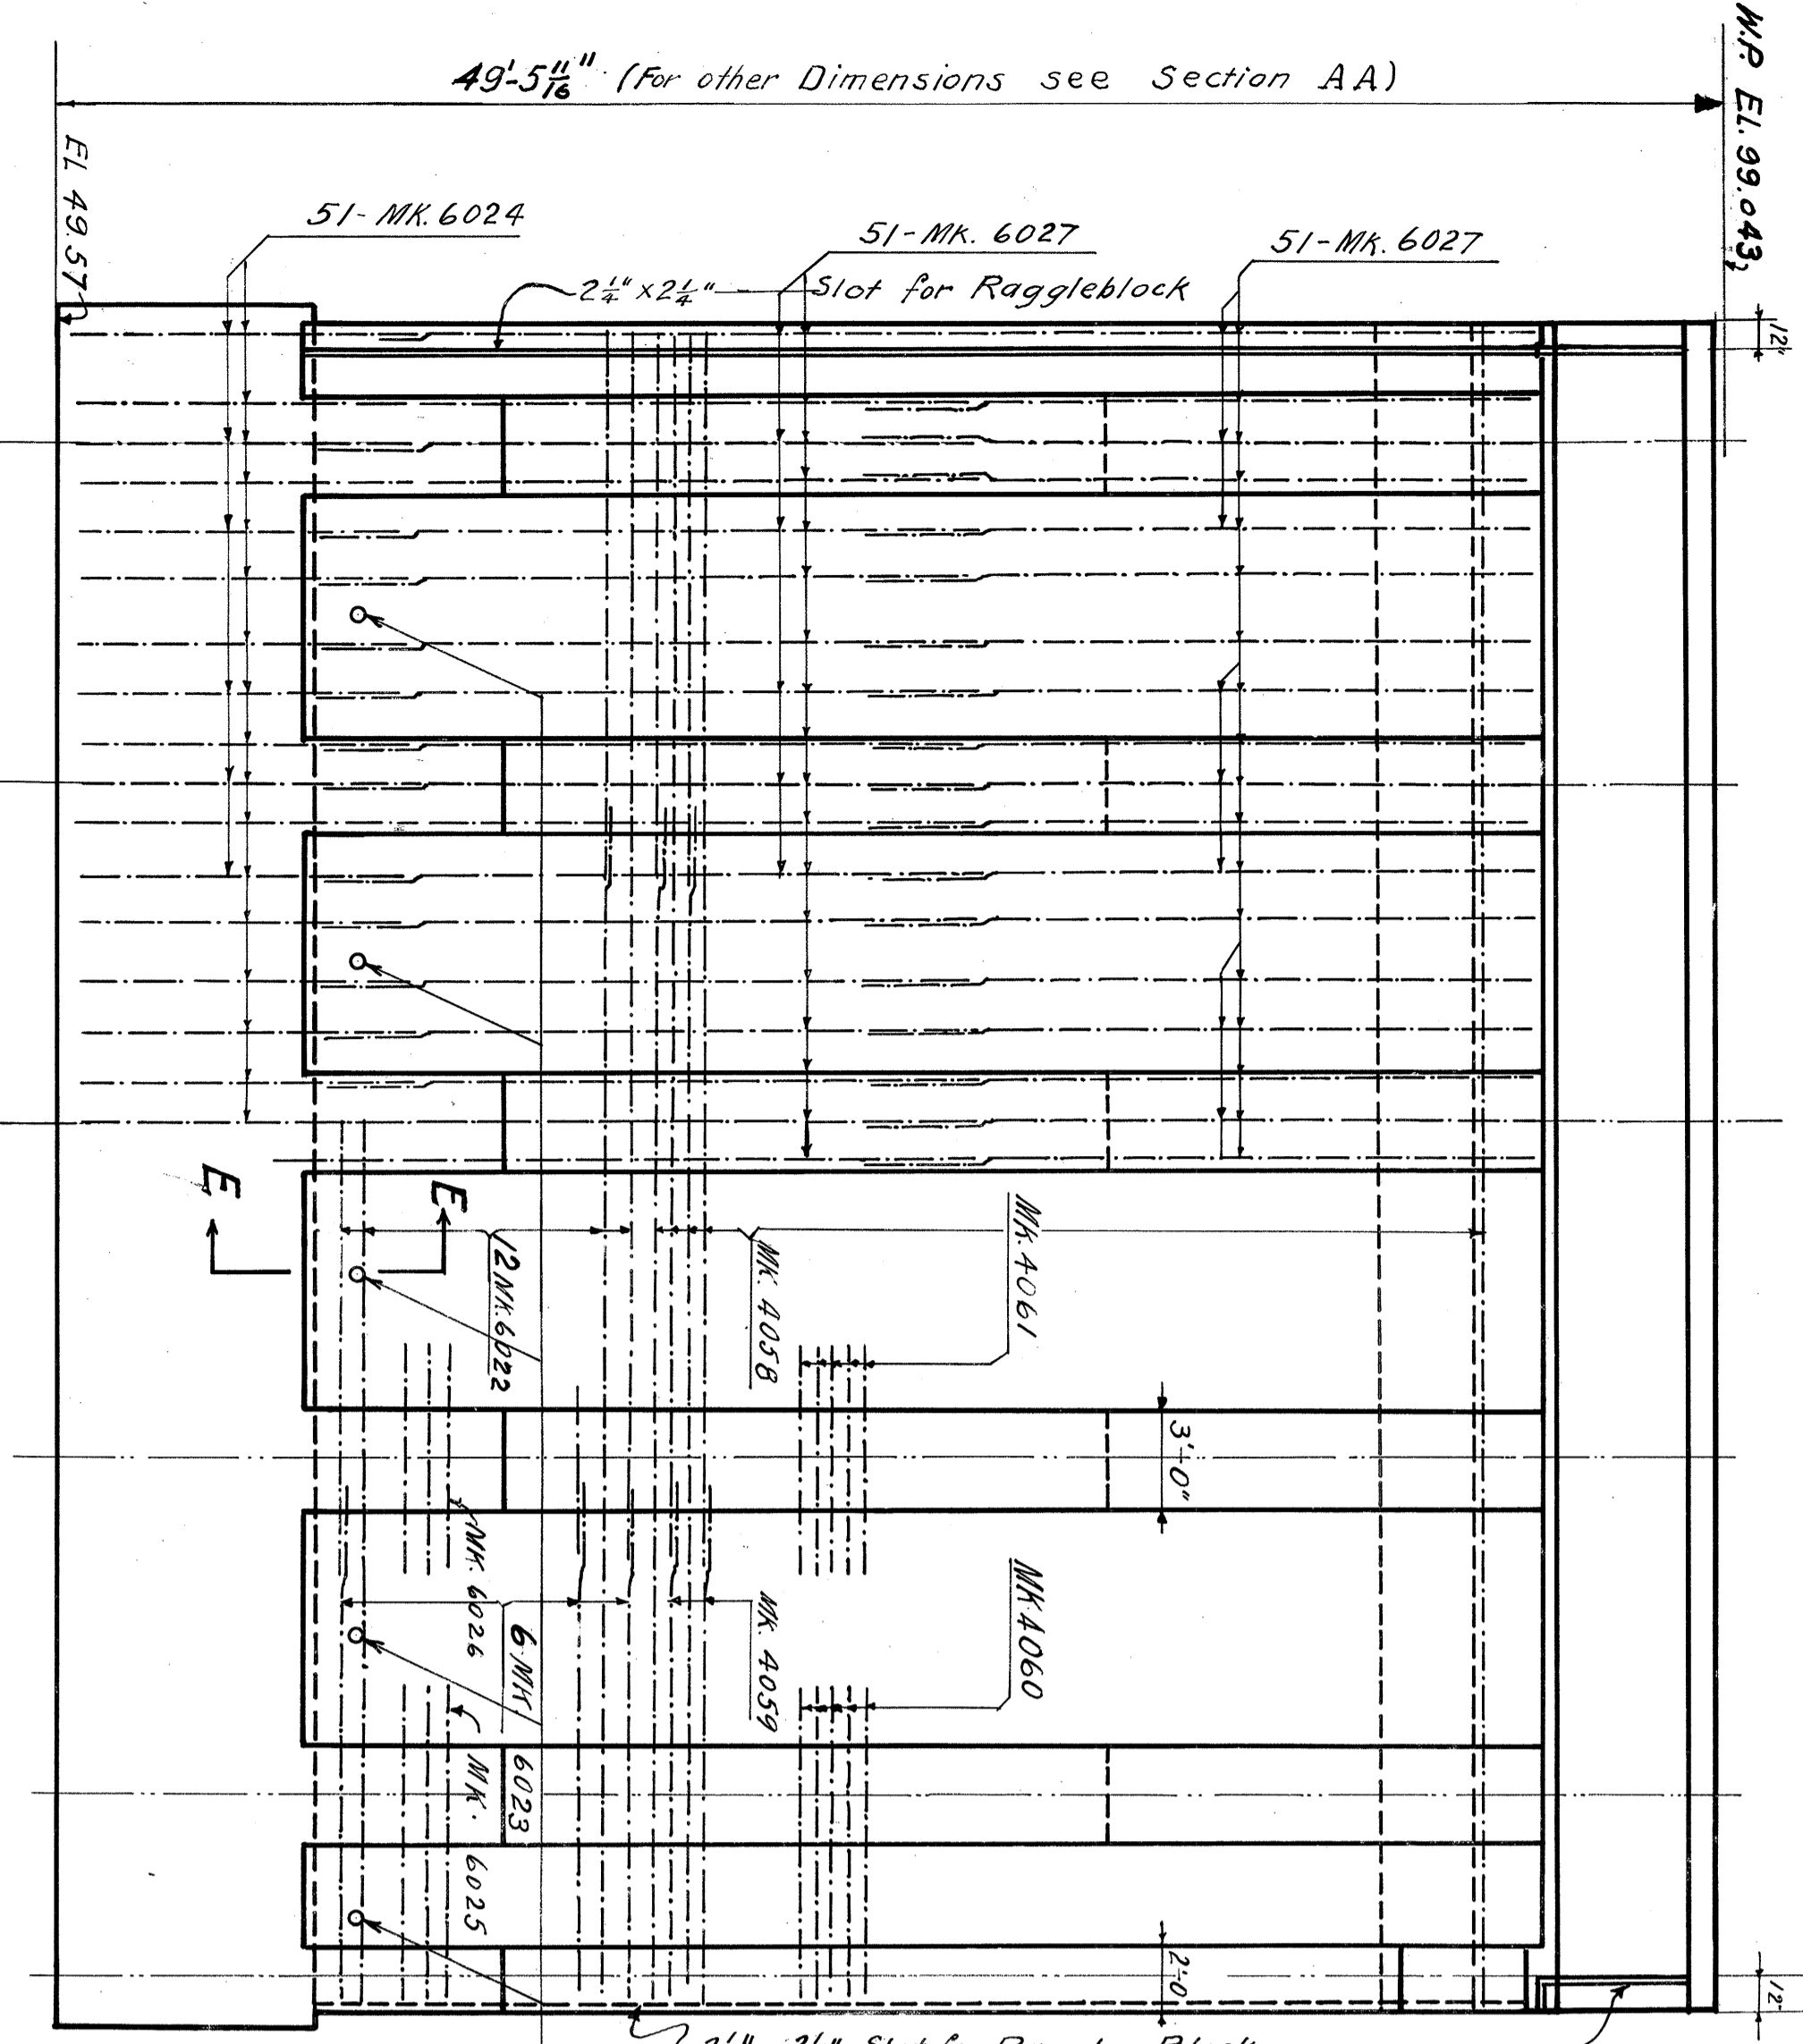 49'-5 11/16" (For other Dimensions see Section AA)
W.P. EL. 99.043
EL 49.57
51-MK. 6024
51-MK. 6027
51-MK. 6027
2 1/4" x 2 1/4" Slot for Raggleblock
12"
E
E
12 MK. 6022
MK. 4058
MK. 4061
3'-0"
MK. 6026
6 MK. 6023
MK. 4059
MK. 4060
MK. 6025
2'-0
12"